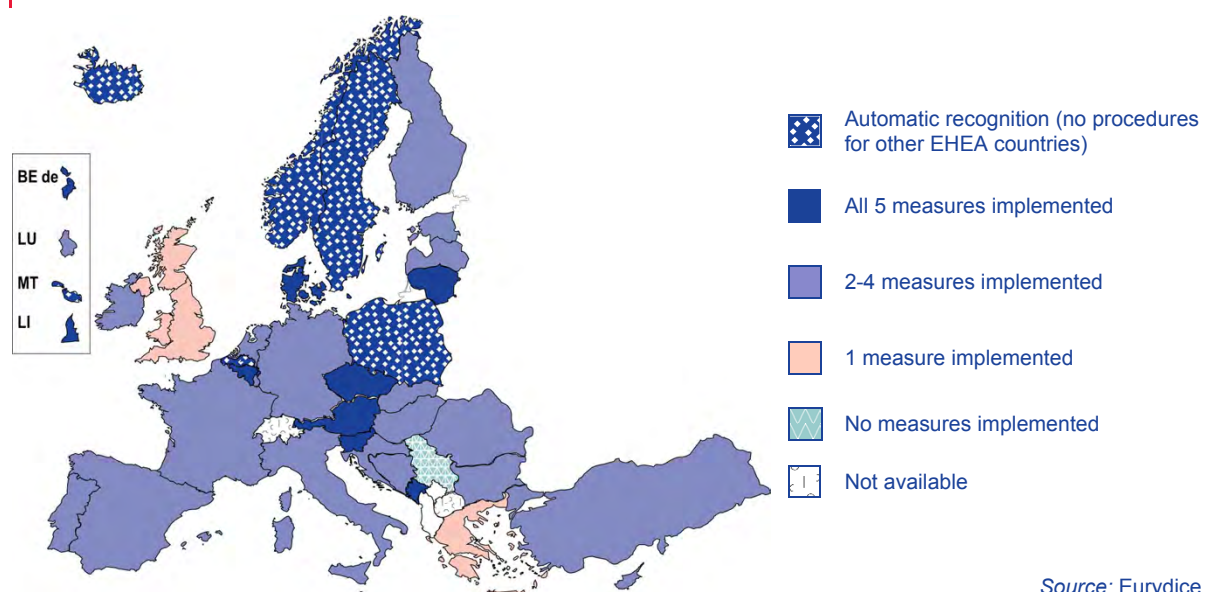 BE de
LU
MT
LI
Automatic recognition (no procedures
for other EHEA countries)
All 5 measures implemented
2-4 measures implemented
1 measure implemented
No measures implemented
Not available
Source: Eurydice